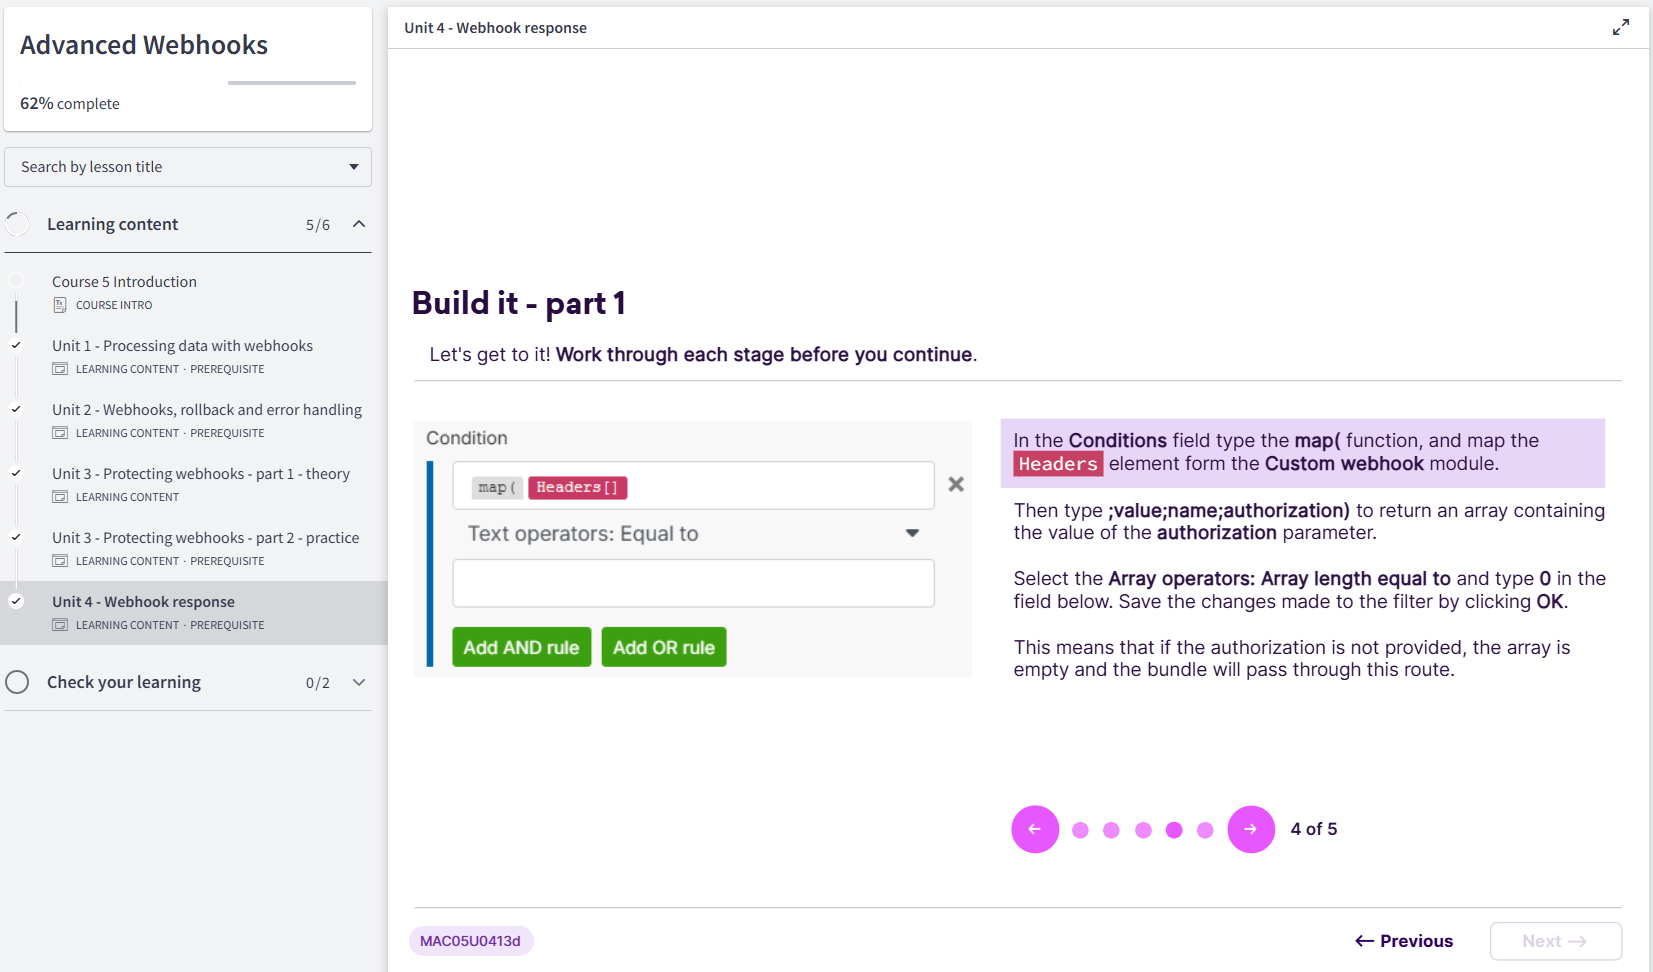 Advanced Webhooks
62% complete
Search by lesson title
Learning content 5/6
Course 5 Introduction
COURSE INTRO
Unit 1 - Processing data with webhooks
LEARNING CONTENT · PREREQUISITE
Unit 2 - Webhooks, rollback and error handling
LEARNING CONTENT · PREREQUISITE
Unit 3 - Protecting webhooks - part 1 - theory
LEARNING CONTENT
Unit 3 - Protecting webhooks - part 2 - practice
LEARNING CONTENT · PREREQUISITE
Unit 4 - Webhook response
LEARNING CONTENT · PREREQUISITE
Check your learning 0/2
Unit 4 - Webhook response
Build it - part 1
Let's get to it! Work through each stage before you continue.
Condition
map( Headers[]
Text operators: Equal to
Add AND rule Add OR rule
In the Conditions field type the map( function, and map the
Headers element form the Custom webhook module.
Then type ;value;name;authorization) to return an array containing
the value of the authorization parameter.
Select the Array operators: Array length equal to and type 0 in the
field below. Save the changes made to the filter by clicking OK.
This means that if the authorization is not provided, the array is
empty and the bundle will pass through this route.
4 of 5
MAC05U0413d
← Previous
Next →